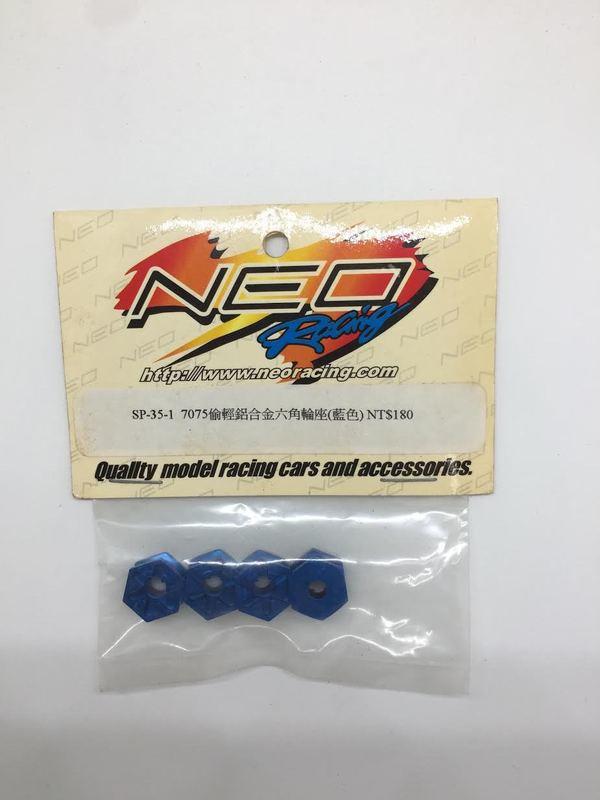 NEO
Racing
http://www.neoracing.com
SP-35-1 7075偷輕鋁合金六角輪座(藍色) NT$180
Quality model racing cars and accessories.